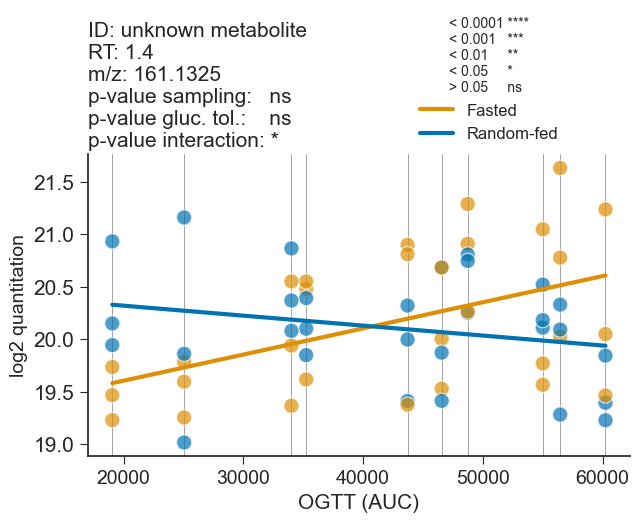 ID: unknown metabolite
RT: 1.4
m/z: 161.1325
p-value sampling: ns
p-value gluc. tol.: ns
p-value interaction: *
< 0.0001 ****
< 0.001 ***
< 0.01 **
< 0.05 *
> 0.05 ns
Fasted
Random-fed
log2 quantitation
21.5
21.0
20.5
20.0
19.5
19.0
20000 30000 40000 50000 60000
OGTT (AUC)